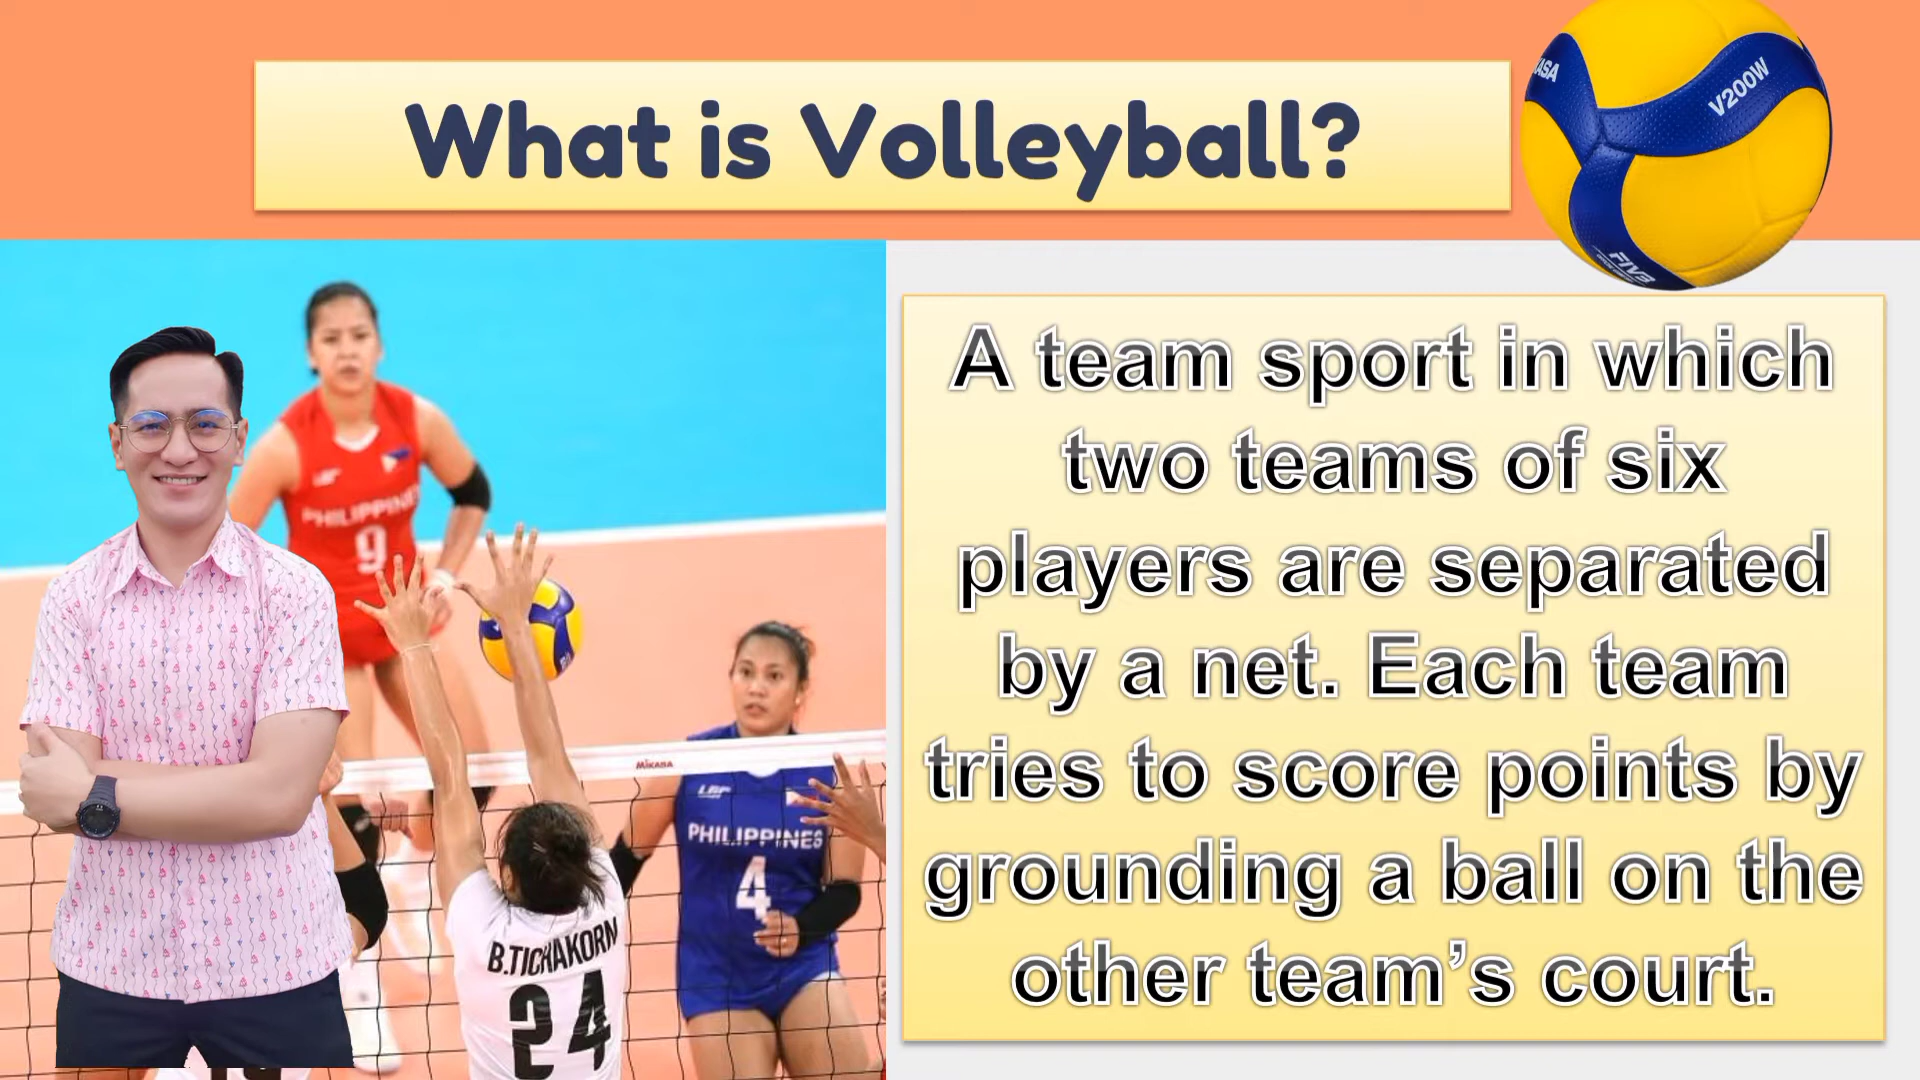 What is Volleyball?
V200W
A team sport in which
two teams of six
players are separated
by a net. Each team
tries to score points by
grounding a ball on the
other team’s court.
PHILIPPINES
9
MIKASA
PHILIPPINES
4
B.TICHAKORN
24